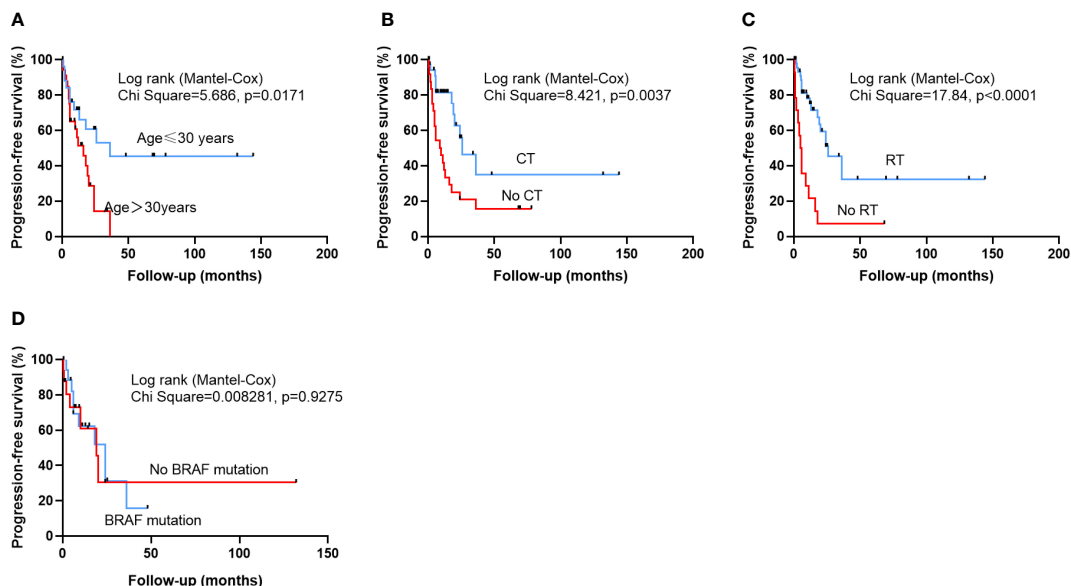 A
Progression-free survival (%)
100
80
60
40
20
0
Log rank (Mantel-Cox)
Chi Square=5.686, p=0.0171
Age≤30 years
Age>30years
0 50 100 150 200
Follow-up (months)
B
Progression-free survival (%)
100
80
60
40
20
0
Log rank (Mantel-Cox)
Chi Square=8.421, p=0.0037
CT
No CT
0 50 100 150 200
Follow-up (months)
C
Progression-free survival (%)
100
80
60
40
20
0
Log rank (Mantel-Cox)
Chi Square=17.84, p<0.0001
RT
No RT
0 50 100 150 200
Follow-up (months)
D
Progression-free survival (%)
100
80
60
40
20
0
Log rank (Mantel-Cox)
Chi Square=0.008281, p=0.9275
No BRAF mutation
BRAF mutation
0 50 100 150
Follow-up (months)